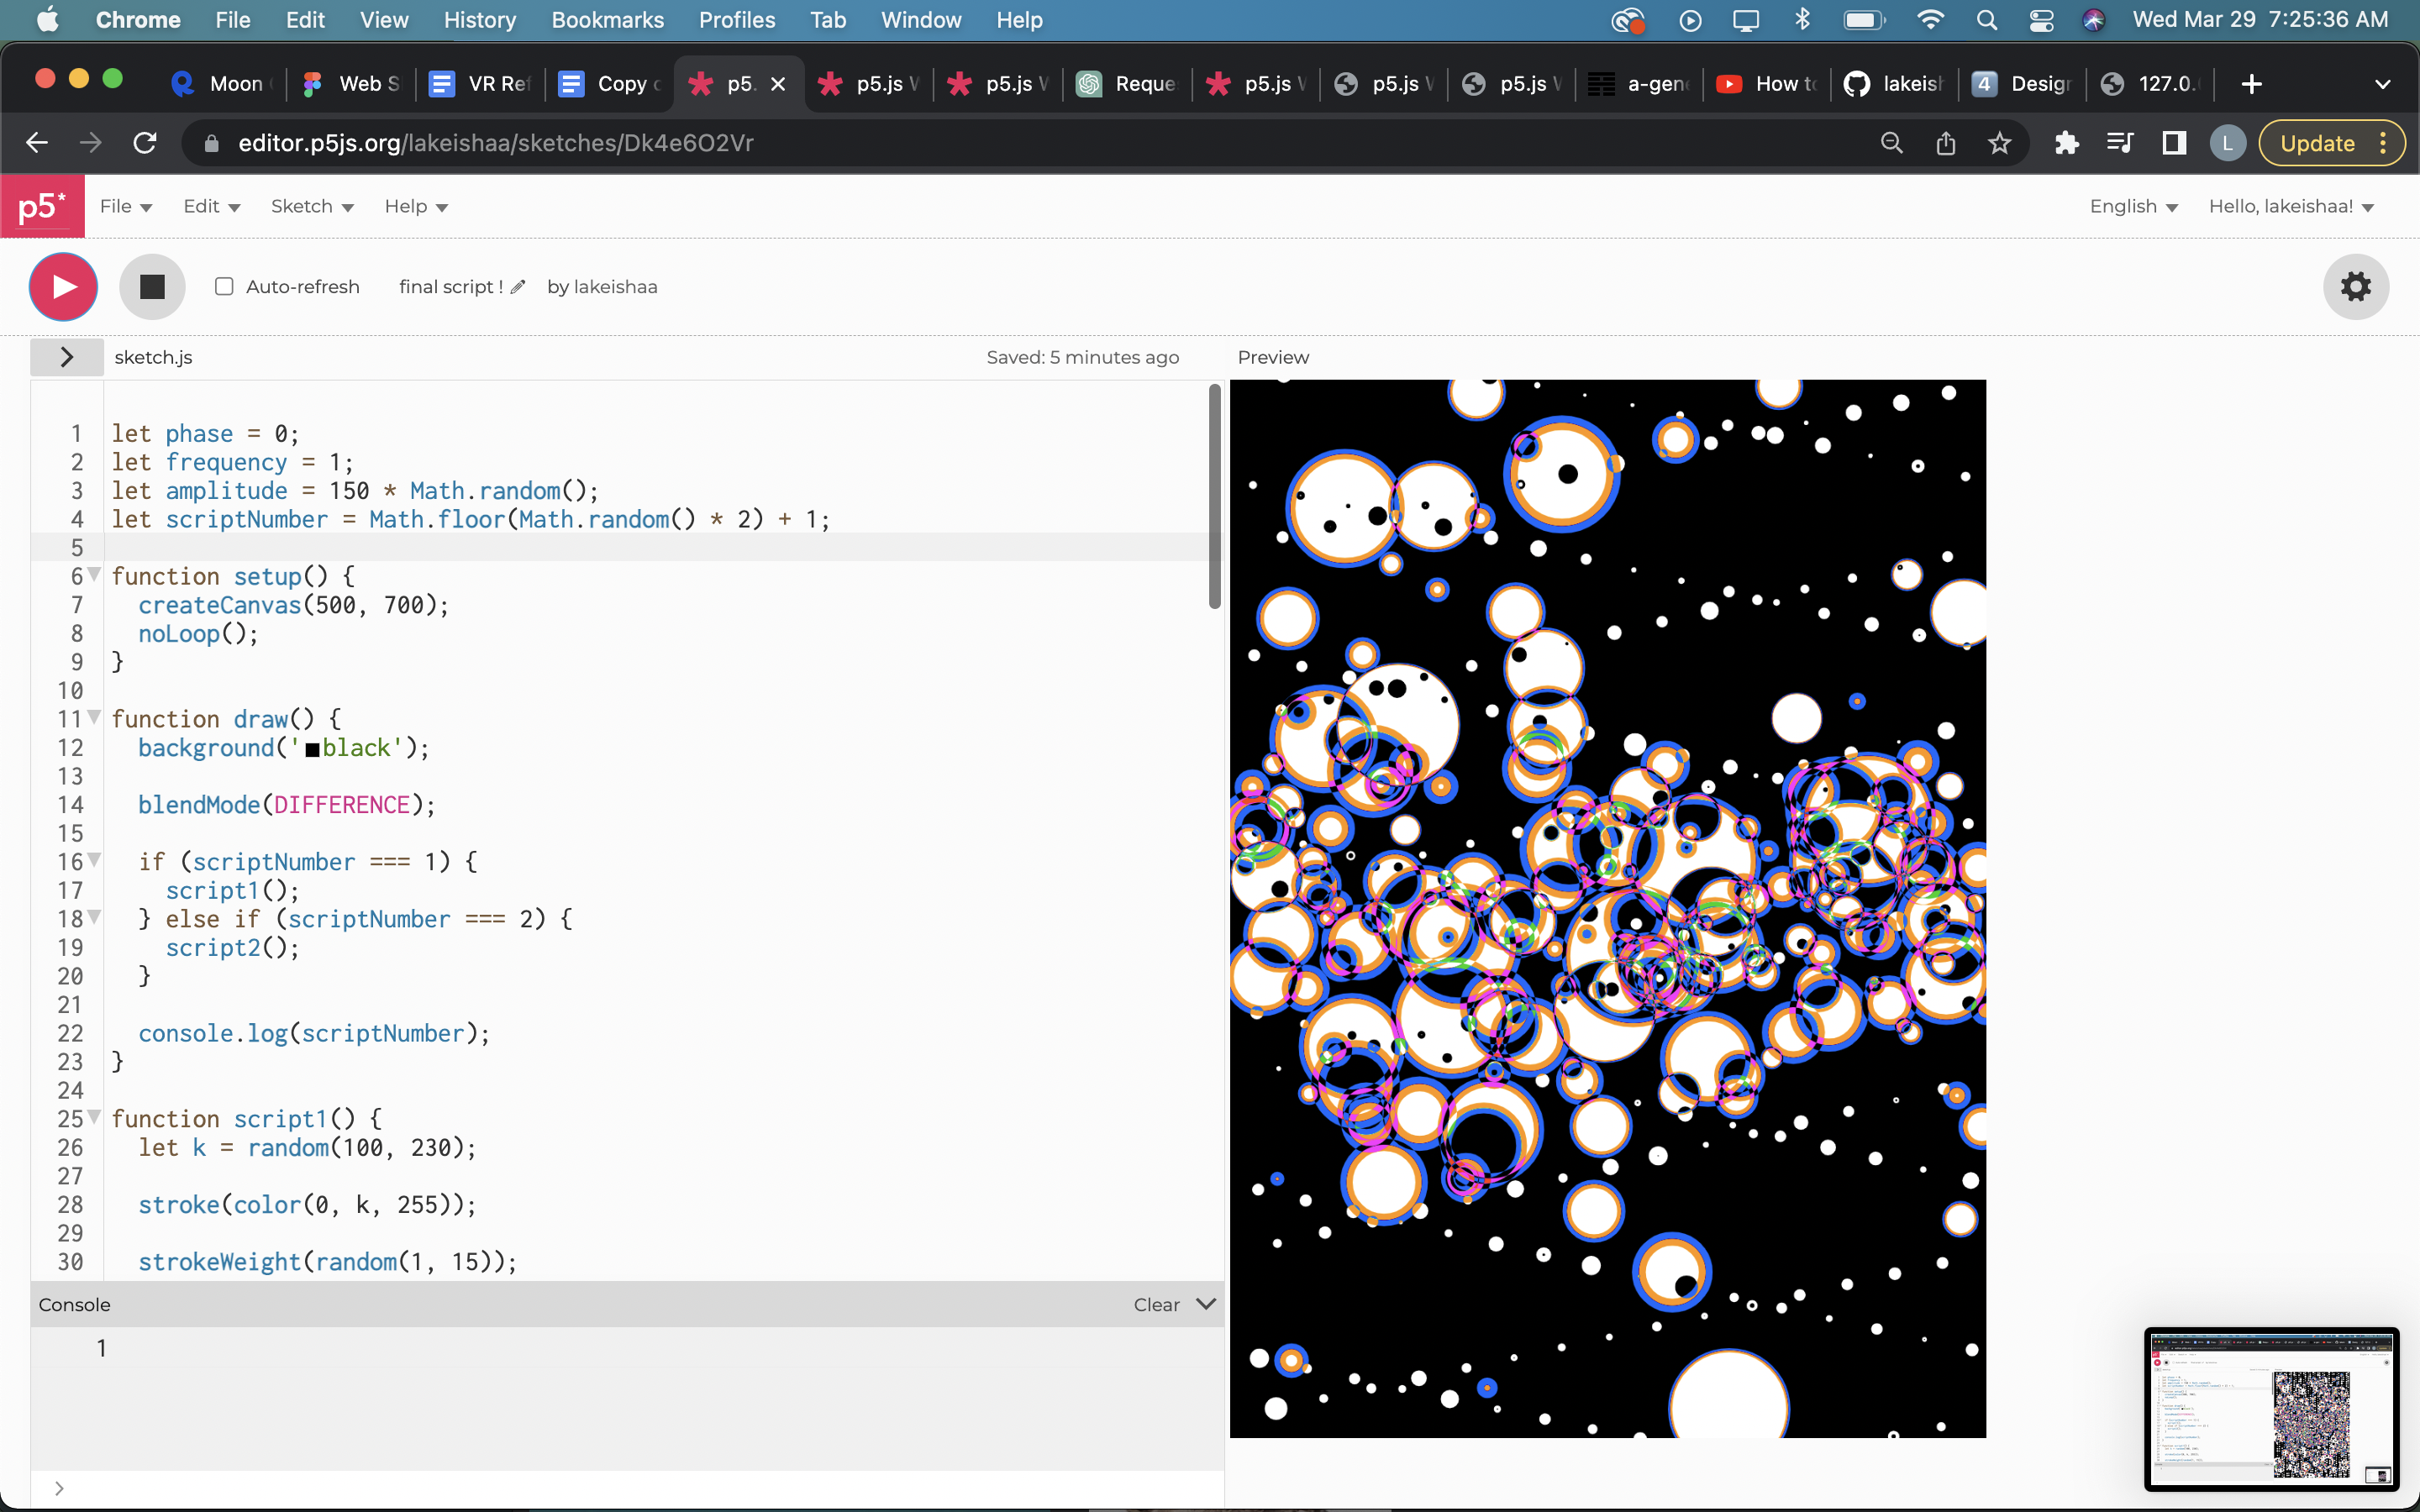 Chrome File Edit View History Bookmarks Profiles Tab Window Help Wed Mar 29 7:25:36 AM
Moon Web S VR Ref Copy o p5. p5.js W p5.js W Reque p5.js W p5.js W p5.js W a-gene How to lakeish 4 Design 127.0.
editor.p5js.org/lakeishaa/sketches/Dk4e6O2Vr L Update
p5* File Edit Sketch Help English Hello, lakeishaa!
Auto-refresh final script ! by lakeishaa
sketch.js Saved: 5 minutes ago Preview
1 let phase = 0;
2 let frequency = 1;
3 let amplitude = 150 * Math.random();
4 let scriptNumber = Math.floor(Math.random() * 2) + 1;
5
6 function setup() {
7 createCanvas(500, 700);
8 noLoop();
9 }
10
11 function draw() {
12 background('black');
13
14 blendMode(DIFFERENCE);
15
16 if (scriptNumber === 1) {
17 script1();
18 } else if (scriptNumber === 2) {
19 script2();
20 }
21
22 console.log(scriptNumber);
23 }
24
25 function script1() {
26 let k = random(100, 230);
27
28 stroke(color(0, k, 255));
29
30 strokeWeight(random(1, 15));
Console Clear
1
>